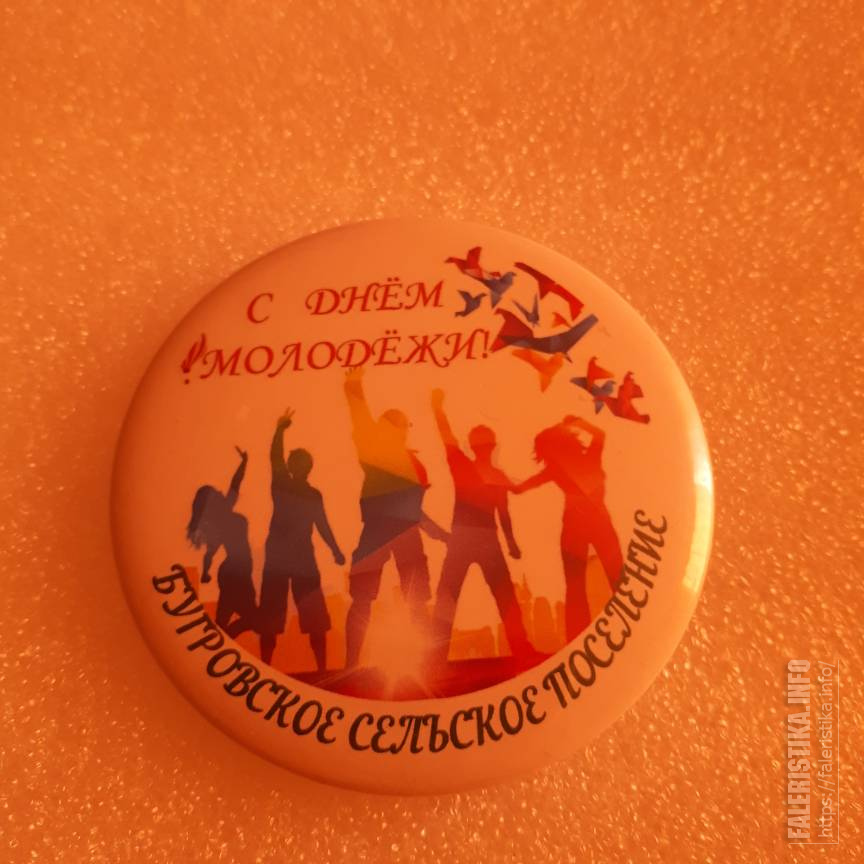 С ДНЁМ
МОЛОДЁЖИ!
БУГРОВСКОЕ СЕЛЬСКОЕ ПОСЕЛЕНИЕ
FALERISTIKA.INFO
https://faleristika.info/